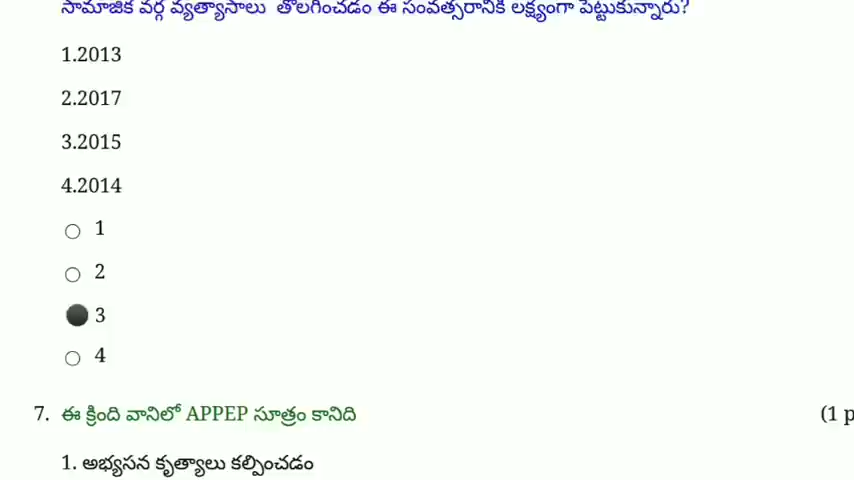 సామాజిక వర్గ వ్యత్యాసాలు తొలగించడం ఈ సంవత్సరానికి లక్ష్యంగా పెట్టుకున్నారు?
1.2013
2.2017
3.2015
4.2014
1
2
3
4
7. ఈ క్రింది వానిలో APPEP సూత్రం కానిది (1 p
1. అభ్యసన కృత్యాలు కల్పించడం